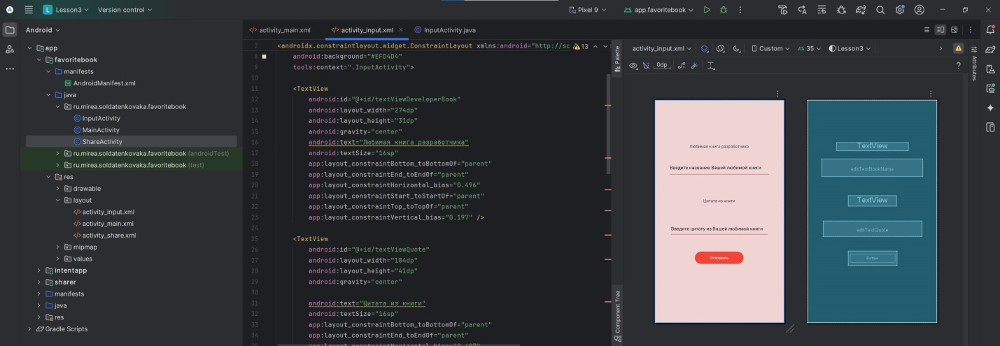 L Lesson3 Version control Pixel 9 app.favoritebook
Android
app
favoritebook
manifests
AndroidManifest.xml
java
ru.mirea.soldatenkovaka.favoritebook
InputActivity
MainActivity
ShareActivity
ru.mirea.soldatenkovaka.favoritebook (androidTest)
ru.mirea.soldatenkovaka.favoritebook (test)
res
drawable
layout
activity_input.xml
activity_main.xml
activity_share.xml
mipmap
values
intentapp
sharer
manifests
java
res
Gradle Scripts
activity_main.xml activity_input.xml InputActivity.java
2 <androidx.constraintlayout.widget.ConstraintLayout xmlns:android="http://sc 13
8 android:background="#EFD4D4"
9 tools:context=".InputActivity">
10
11 <TextView
12 android:id="@+id/textViewDeveloperBook"
13 android:layout_width="274dp"
14 android:layout_height="31dp"
15 android:gravity="center"
16 android:text="Любимая книга разработчика"
17 android:textSize="16sp"
18 app:layout_constraintBottom_toBottomOf="parent"
19 app:layout_constraintEnd_toEndOf="parent"
20 app:layout_constraintHorizontal_bias="0.496"
21 app:layout_constraintStart_toStartOf="parent"
22 app:layout_constraintTop_toTopOf="parent"
23 app:layout_constraintVertical_bias="0.197" />
24
25 <TextView
26 android:id="@+id/textViewQuote"
27 android:layout_width="184dp"
28 android:layout_height="41dp"
29 android:gravity="center"
30
31 android:text="Цитата из книги"
32 android:textSize="16sp"
33 app:layout_constraintBottom_toBottomOf="parent"
34 app:layout_constraintEnd_toEndOf="parent"
Palette
Component Tree
activity_input.xml Custom 35 Lesson3
0dp ?
Attributes
Любимая книга разработчика
Введите название Вашей любимой книги
Цитата из книги
Введите цитату из Вашей любимой книги
Отправить
TextView
editTextBookName
TextView
editTextQuote
Button